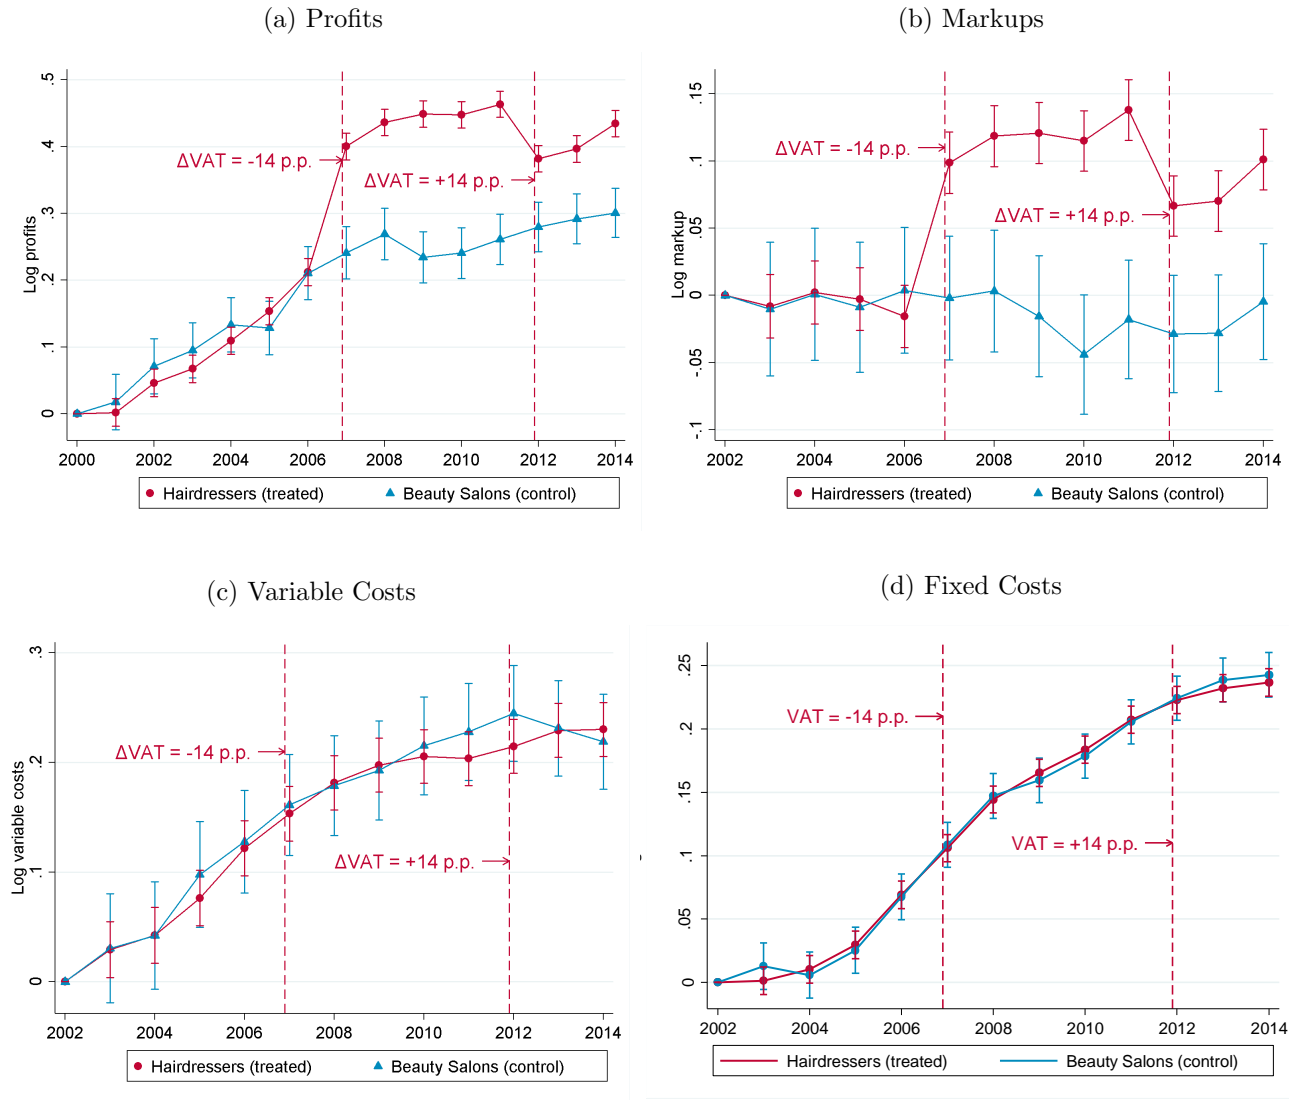 (a) Profits
Log profits
.5
.4
.3
.2
.1
0
ΔVAT = -14 p.p.
ΔVAT = +14 p.p.
2000 2002 2004 2006 2008 2010 2012 2014
Hairdressers (treated) Beauty Salons (control)
(b) Markups
Log markup
.15
.1
.05
0
-.05
-.1
ΔVAT = -14 p.p.
ΔVAT = +14 p.p.
2002 2004 2006 2008 2010 2012 2014
Hairdressers (treated) Beauty Salons (control)
(c) Variable Costs
Log variable costs
.3
.2
.1
0
ΔVAT = -14 p.p.
ΔVAT = +14 p.p.
2002 2004 2006 2008 2010 2012 2014
Hairdressers (treated) Beauty Salons (control)
(d) Fixed Costs
.25
.2
.15
.1
.05
0
VAT = -14 p.p.
VAT = +14 p.p.
2002 2004 2006 2008 2010 2012 2014
Hairdressers (treated) Beauty Salons (control)